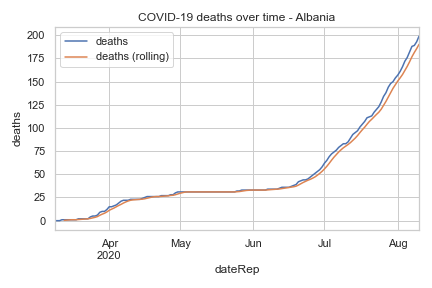 COVID-19 deaths over time - Albania
deaths
deaths (rolling)
200
175
150
125
100
75
50
25
0
deaths
Apr
2020
May
Jun
Jul
Aug
dateRep